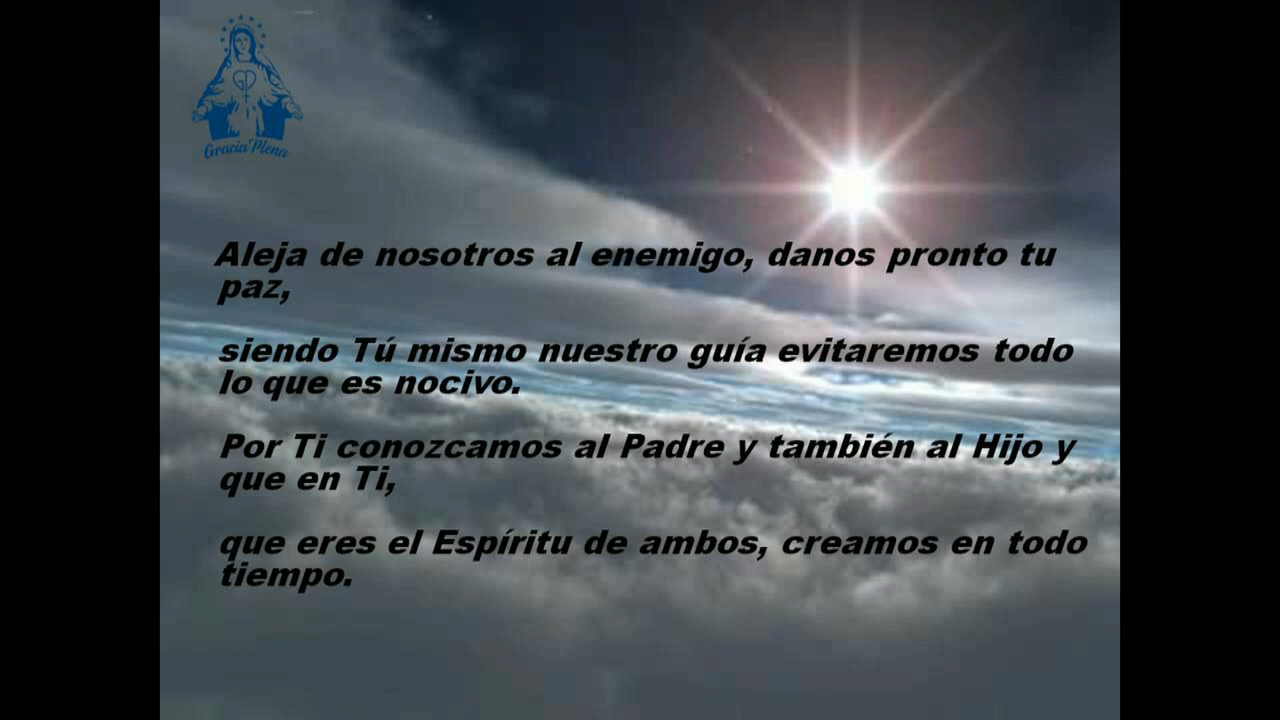 GP
Gracia Plena
Aleja de nosotros al enemigo, danos pronto tu
paz,
siendo Tú mismo nuestro guía evitaremos todo
lo que es nocivo.
Por Ti conozcamos al Padre y también al Hijo y
que en Ti,
que eres el Espíritu de ambos, creamos en todo
tiempo.